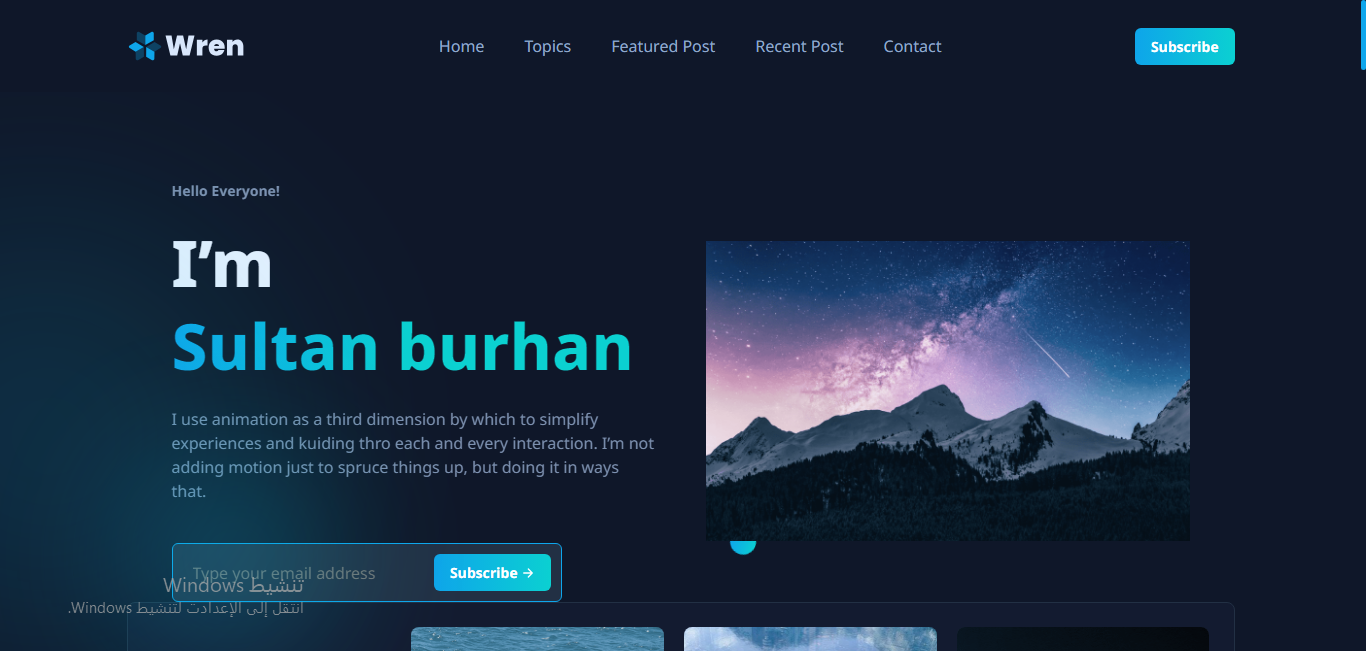 Wren
Home
Topics
Featured Post
Recent Post
Contact
Subscribe
Hello Everyone!
I’m
Sultan burhan
I use animation as a third dimension by which to simplify
experiences and kuiding thro each and every interaction. I’m not
adding motion just to spruce things up, but doing it in ways
that.
Type your email address
Subscribe →
تنشيط Windows
انتقل إلى الإعدادت لتنشيط Windows.